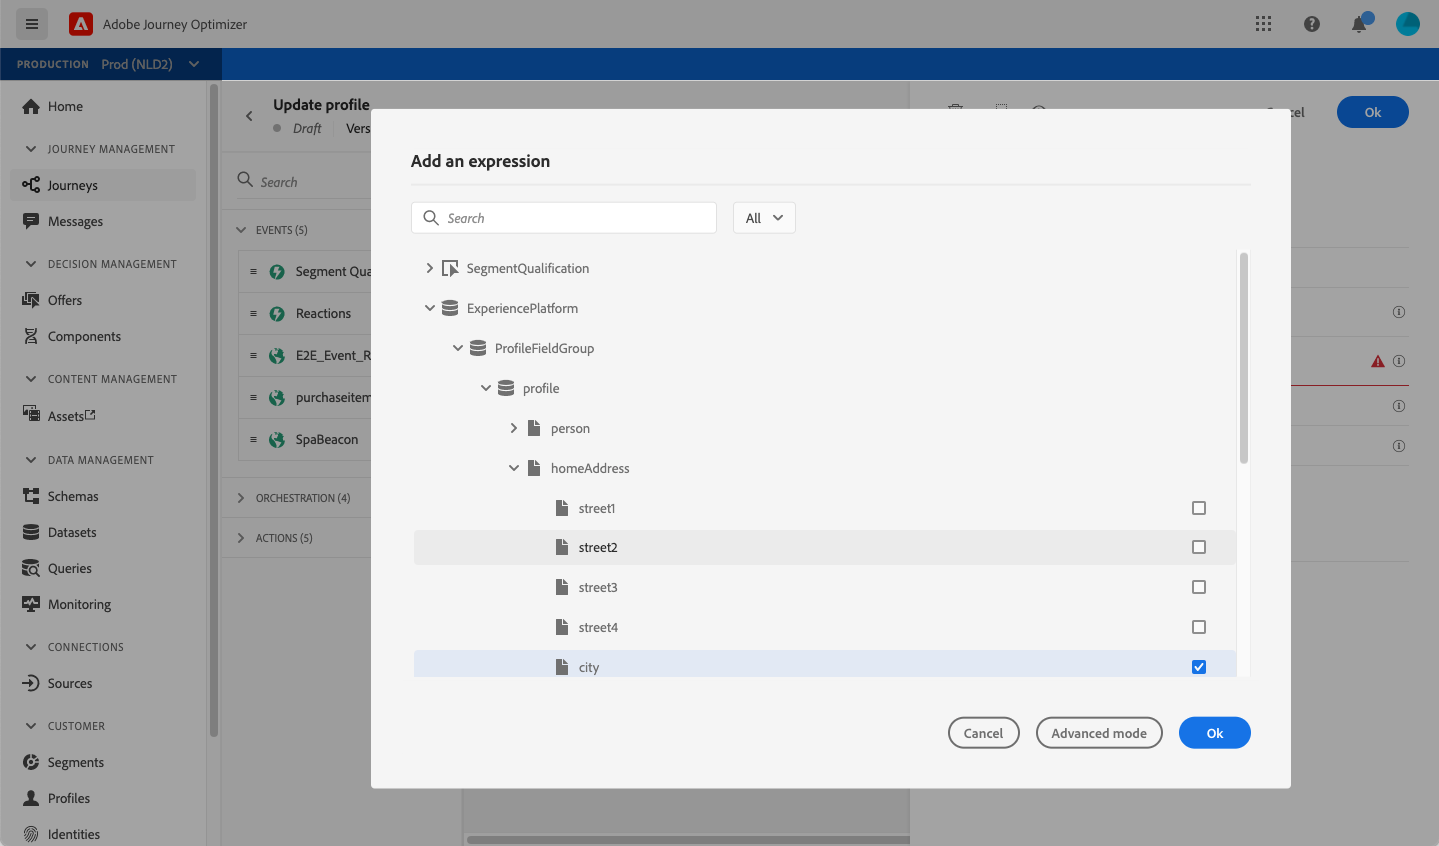 Adobe Journey Optimizer
PRODUCTION Prod (NLD2)
Home
JOURNEY MANAGEMENT
Journeys
Messages
DECISION MANAGEMENT
Offers
Components
CONTENT MANAGEMENT
Assets
DATA MANAGEMENT
Schemas
Datasets
Queries
Monitoring
CONNECTIONS
Sources
CUSTOMER
Segments
Profiles
Identities
Update profile
Draft Vers
Search
EVENTS (5)
Segment Qua
Reactions
E2E_Event_R
purchaseitem
SpaBeacon
ORCHESTRATION (4)
ACTIONS (5)
cel Ok
Add an expression
Search All
SegmentQualification
ExperiencePlatform
ProfileFieldGroup
profile
person
homeAddress
street1
street2
street3
street4
city
Cancel Advanced mode Ok